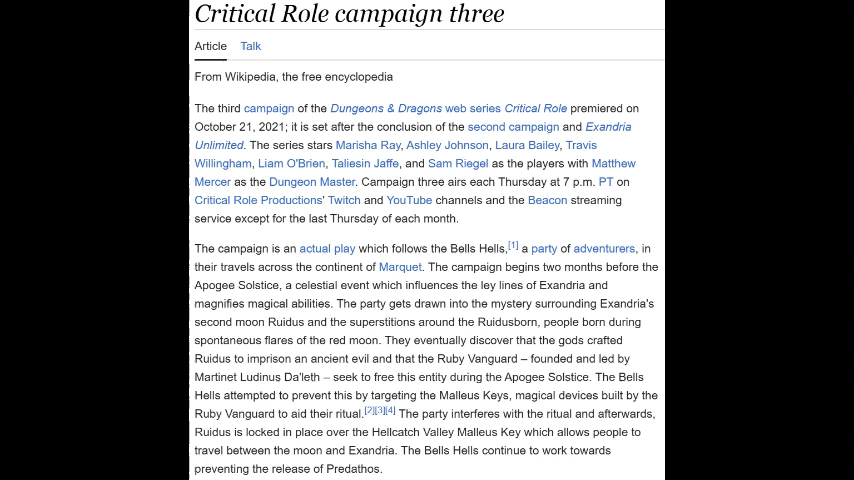 Critical Role campaign three
Article Talk
From Wikipedia, the free encyclopedia
The third campaign of the Dungeons & Dragons web series Critical Role premiered on
October 21, 2021; it is set after the conclusion of the second campaign and Exandria
Unlimited. The series stars Marisha Ray, Ashley Johnson, Laura Bailey, Travis
Willingham, Liam O'Brien, Taliesin Jaffe, and Sam Riegel as the players with Matthew
Mercer as the Dungeon Master. Campaign three airs each Thursday at 7 p.m. PT on
Critical Role Productions' Twitch and YouTube channels and the Beacon streaming
service except for the last Thursday of each month.
The campaign is an actual play which follows the Bells Hells,[1] a party of adventurers, in
their travels across the continent of Marquet. The campaign begins two months before the
Apogee Solstice, a celestial event which influences the ley lines of Exandria and
magnifies magical abilities. The party gets drawn into the mystery surrounding Exandria's
second moon Ruidus and the superstitions around the Ruidusborn, people born during
spontaneous flares of the red moon. They eventually discover that the gods crafted
Ruidus to imprison an ancient evil and that the Ruby Vanguard – founded and led by
Martinet Ludinus Da'leth – seek to free this entity during the Apogee Solstice. The Bells
Hells attempted to prevent this by targeting the Malleus Keys, magical devices built by the
Ruby Vanguard to aid their ritual.[2][3][4] The party interferes with the ritual and afterwards,
Ruidus is locked in place over the Hellcatch Valley Malleus Key which allows people to
travel between the moon and Exandria. The Bells Hells continue to work towards
preventing the release of Predathos.